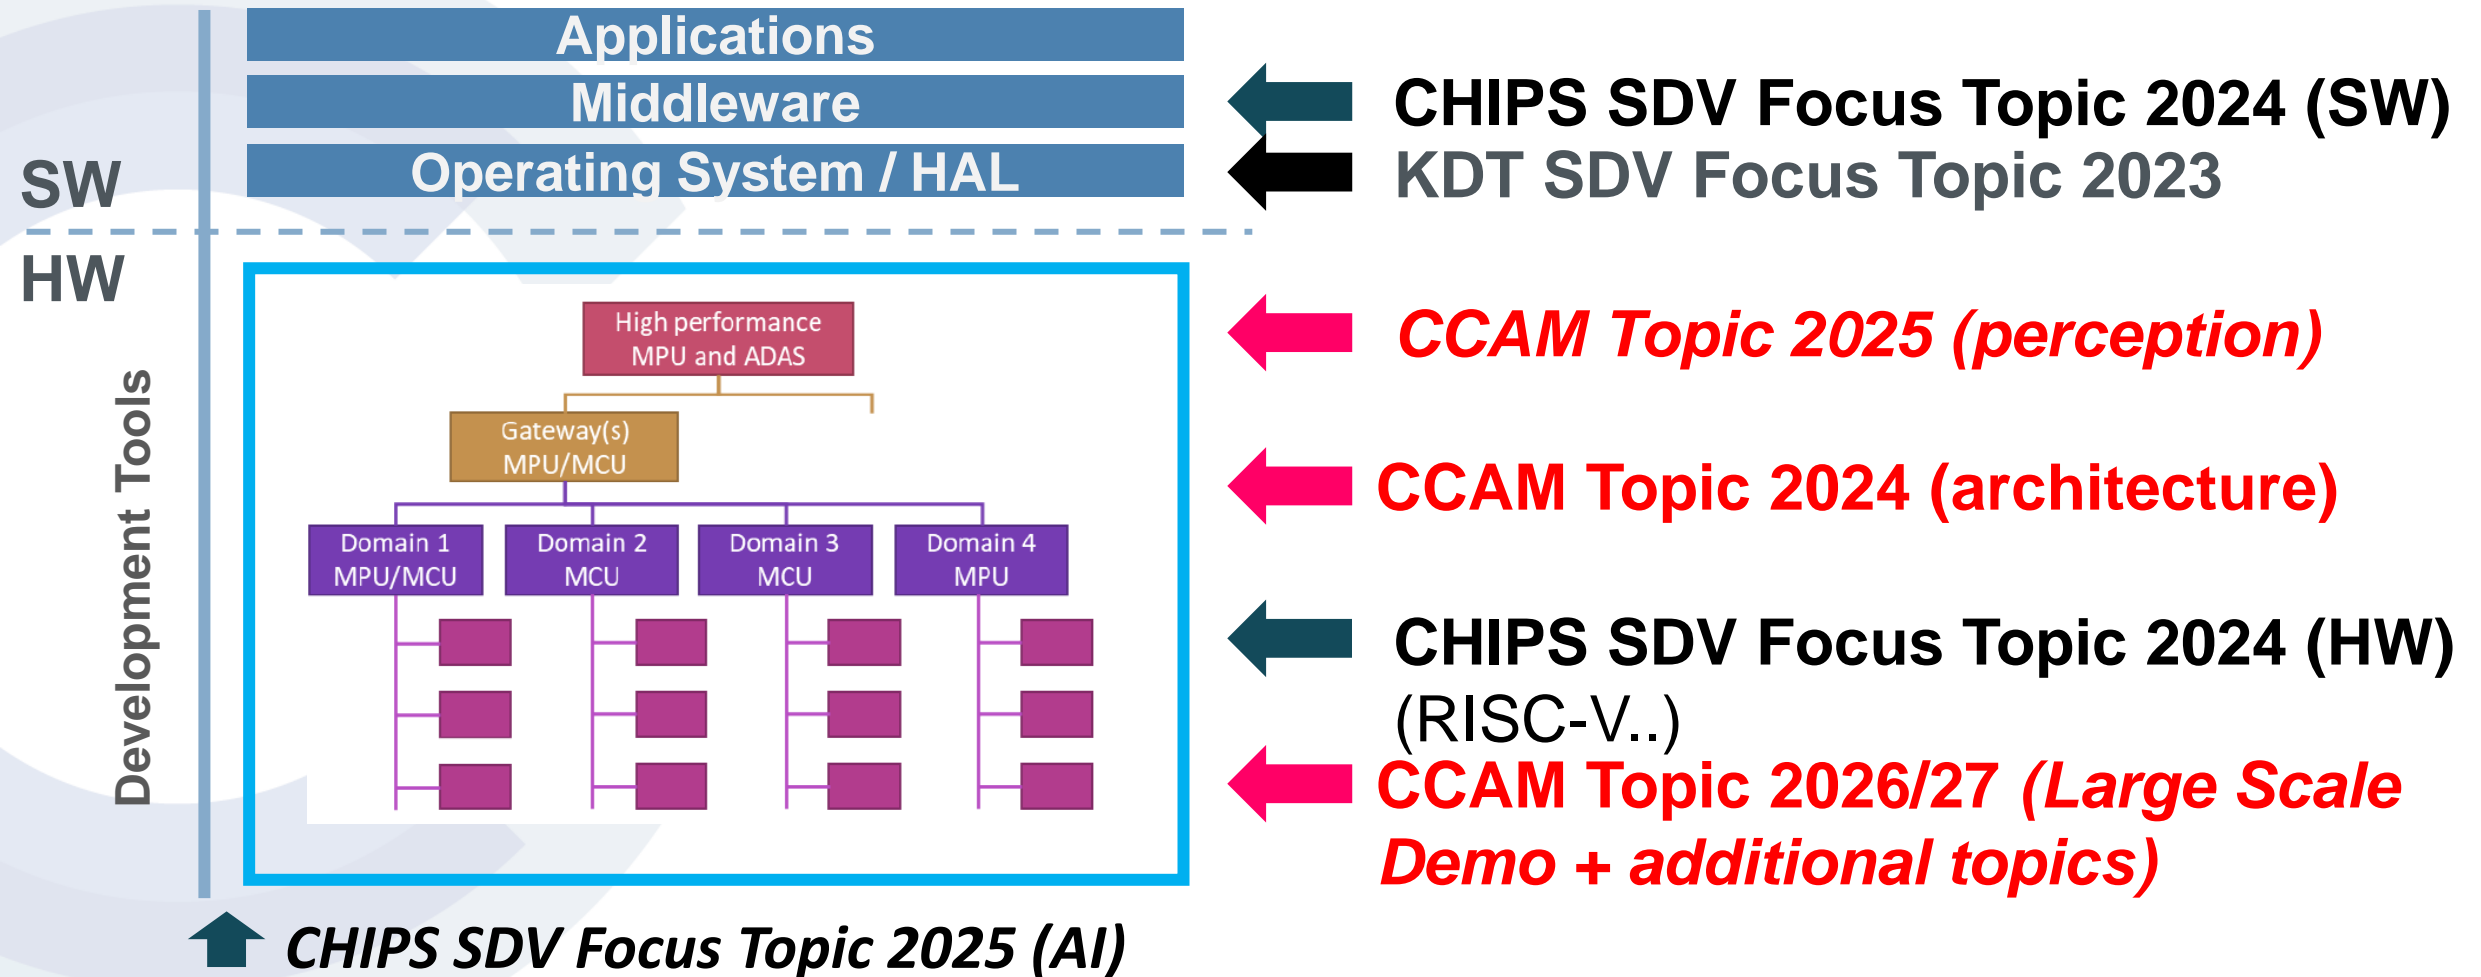 Applications
Middleware
Operating System / HAL
SW
HW
Development Tools
High performance
MPU and ADAS
Gateway(s)
MPU/MCU
Domain 1
MPU/MCU
Domain 2
MCU
Domain 3
MCU
Domain 4
MPU
CHIPS SDV Focus Topic 2024 (SW)
KDT SDV Focus Topic 2023
CCAM Topic 2025 (perception)
CCAM Topic 2024 (architecture)
CHIPS SDV Focus Topic 2024 (HW)
(RISC-V..)
CCAM Topic 2026/27 (Large Scale
Demo + additional topics)
CHIPS SDV Focus Topic 2025 (AI)